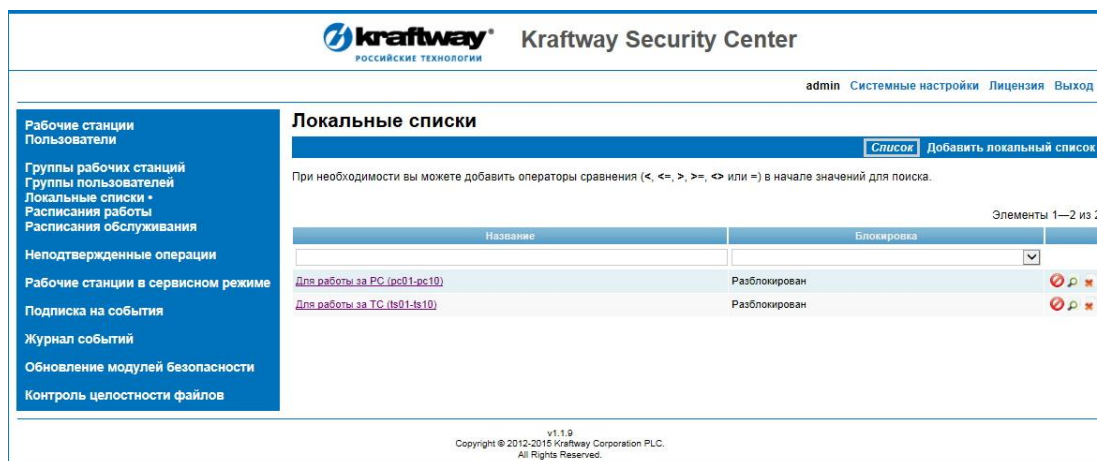 kraftway®
РОССИЙСКИЕ ТЕХНОЛОГИИ
Kraftway Security Center
admin Системные настройки Лицензия Выход
Рабочие станции
Пользователи
Группы рабочих станций
Группы пользователей
Локальные списки •
Расписания работы
Расписания обслуживания
Неподтвержденные операции
Рабочие станции в сервисном режиме
Подписка на события
Журнал событий
Обновление модулей безопасности
Контроль целостности файлов
Локальные списки
Список Добавить локальный список
При необходимости вы можете добавить операторы сравнения (<, <=, >, >=, <> или =) в начале значений для поиска.
Элементы 1—2 из 2
Название Блокировка
Для работы за PC (pc01-pc10) Разблокирован
Для работы за ТС (ts01-ts10) Разблокирован
v1.1.9
Copyright © 2012-2015 Kraftway Corporation PLC.
All Rights Reserved.